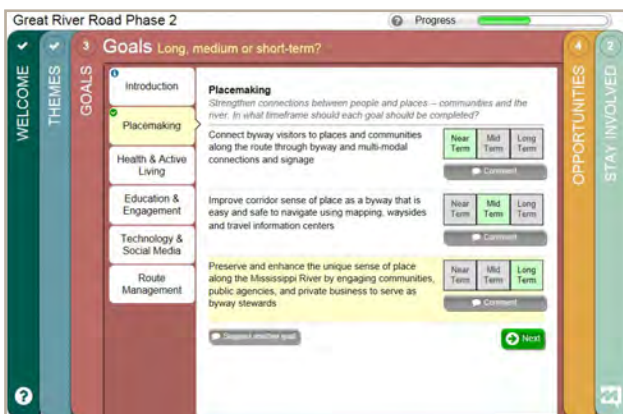 Great River Road Phase 2
Progress
WELCOME
THEMES
3
GOALS
Goals Long, medium or short-term?
Introduction
Placemaking
Health & Active
Living
Education &
Engagement
Technology &
Social Media
Route
Management
Placemaking
Strengthen connections between people and places – communities and the
river. In what timeframe should each goal should be completed?
Connect byway visitors to places and communities
along the route through byway and multi-modal
connections and signage
Near
Term
Mid
Term
Long
Term
Comment
Improve corridor sense of place as a byway that is
easy and safe to navigate using mapping, waysides
and travel information centers
Near
Term
Mid
Term
Long
Term
Comment
Preserve and enhance the unique sense of place
along the Mississippi River by engaging communities,
public agencies, and private business to serve as
byway stewards
Near
Term
Mid
Term
Long
Term
Comment
Suggest another goal
Next
4
OPPORTUNITIES
2
STAY INVOLVED
?